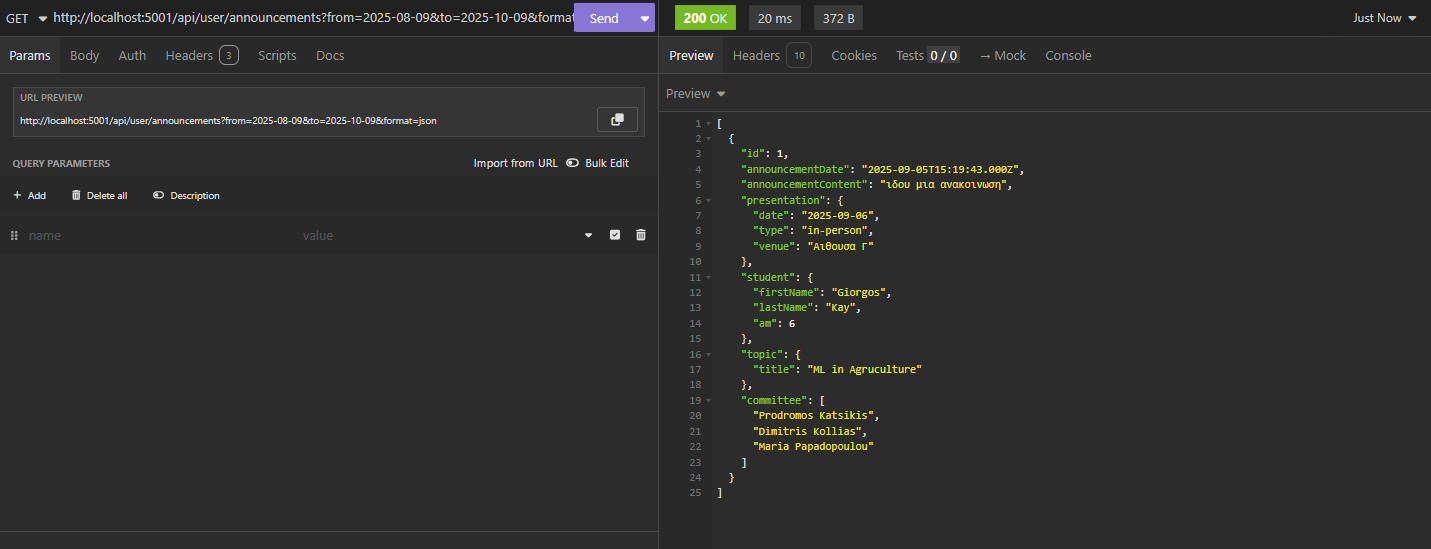 GET http://localhost:5001/api/user/announcements?from=2025-08-09&to=2025-10-09&format Send
Params Body Auth Headers 3 Scripts Docs
URL PREVIEW
http://localhost:5001/api/user/announcements?from=2025-08-09&to=2025-10-09&format=json
QUERY PARAMETERS Import from URL Bulk Edit
+ Add Delete all Description
name value
200 OK 20 ms 372 B Just Now
Preview Headers 10 Cookies Tests 0 / 0 → Mock Console
Preview
1 [
2 {
3 "id": 1,
4 "announcementDate": "2025-09-05T15:19:43.000Z",
5 "announcementContent": "ιδου μια ανακοινωση",
6 "presentation": {
7 "date": "2025-09-06",
8 "type": "in-person",
9 "venue": "Αιθουσα Γ"
10 },
11 "student": {
12 "firstName": "Giorgos",
13 "lastName": "Kay",
14 "am": 6
15 },
16 "topic": {
17 "title": "ML in Agruculture"
18 },
19 "committee": [
20 "Prodromos Katsikis",
21 "Dimitris Kollias",
22 "Maria Papadopoulou"
23 ]
24 }
25 ]